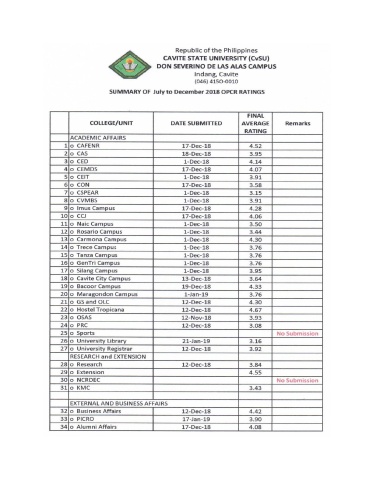 Republic of the Philippines
CAVITE STATE UNIVERSITY (CvSU)
DON SEVERINO DE LAS ALAS CAMPUS
Indang, Cavite
(046) 4150-0010
SUMMARY OF July to December 2018 OPCR RATINGS
COLLEGE/UNIT DATE SUBMITTED FINAL AVERAGE RATING Remarks
ACADEMIC AFFAIRS
1 o CAFENR 17-Dec-18 4.52
2 o CAS 18-Dec-18 3.95
3 o CED 1-Dec-18 4.14
4 o CEMDS 17-Dec-18 4.07
5 o CEIT 1-Dec-18 3.91
6 o CON 17-Dec-18 3.58
7 o CSPEAR 1-Dec-18 3.15
8 o CVMBS 1-Dec-18 3.91
9 o Imus Campus 17-Dec-18 4.28
10 o CCJ 17-Dec-18 4.06
11 o Naic Campus 1-Dec-18 3.50
12 o Rosario Campus 1-Dec-18 3.44
13 o Carmona Campus 1-Dec-18 4.30
14 o Trece Campus 1-Dec-18 3.76
15 o Tanza Campus 1-Dec-18 3.76
16 o GenTri Campus 1-Dec-18 3.76
17 o Silang Campus 1-Dec-18 3.95
18 o Cavite City Campus 13-Dec-18 3.64
19 o Bacoor Campus 19-Dec-18 4.33
20 o Maragondon Campus 1-Jan-19 3.76
21 o GS and OLC 12-Dec-18 4.30
22 o Hostel Tropicana 12-Dec-18 4.67
23 o OSAS 12-Nov-18 3.93
24 o PRC 12-Dec-18 3.08
25 o Sports No Submission
26 o University Library 21-Jan-19 3.16
27 o University Registrar 12-Dec-18 3.92
RESEARCH and EXTENSION
28 o Research 12-Dec-18 3.84
29 o Extension 4.55
30 o NCRDEC No Submission
31 o KMC 3.43
EXTERNAL AND BUSINESS AFFAIRS
32 o Business Affairs 12-Dec-18 4.42
33 o PICRO 17-Jan-19 3.90
34 o Alumni Affairs 17-Dec-18 4.08